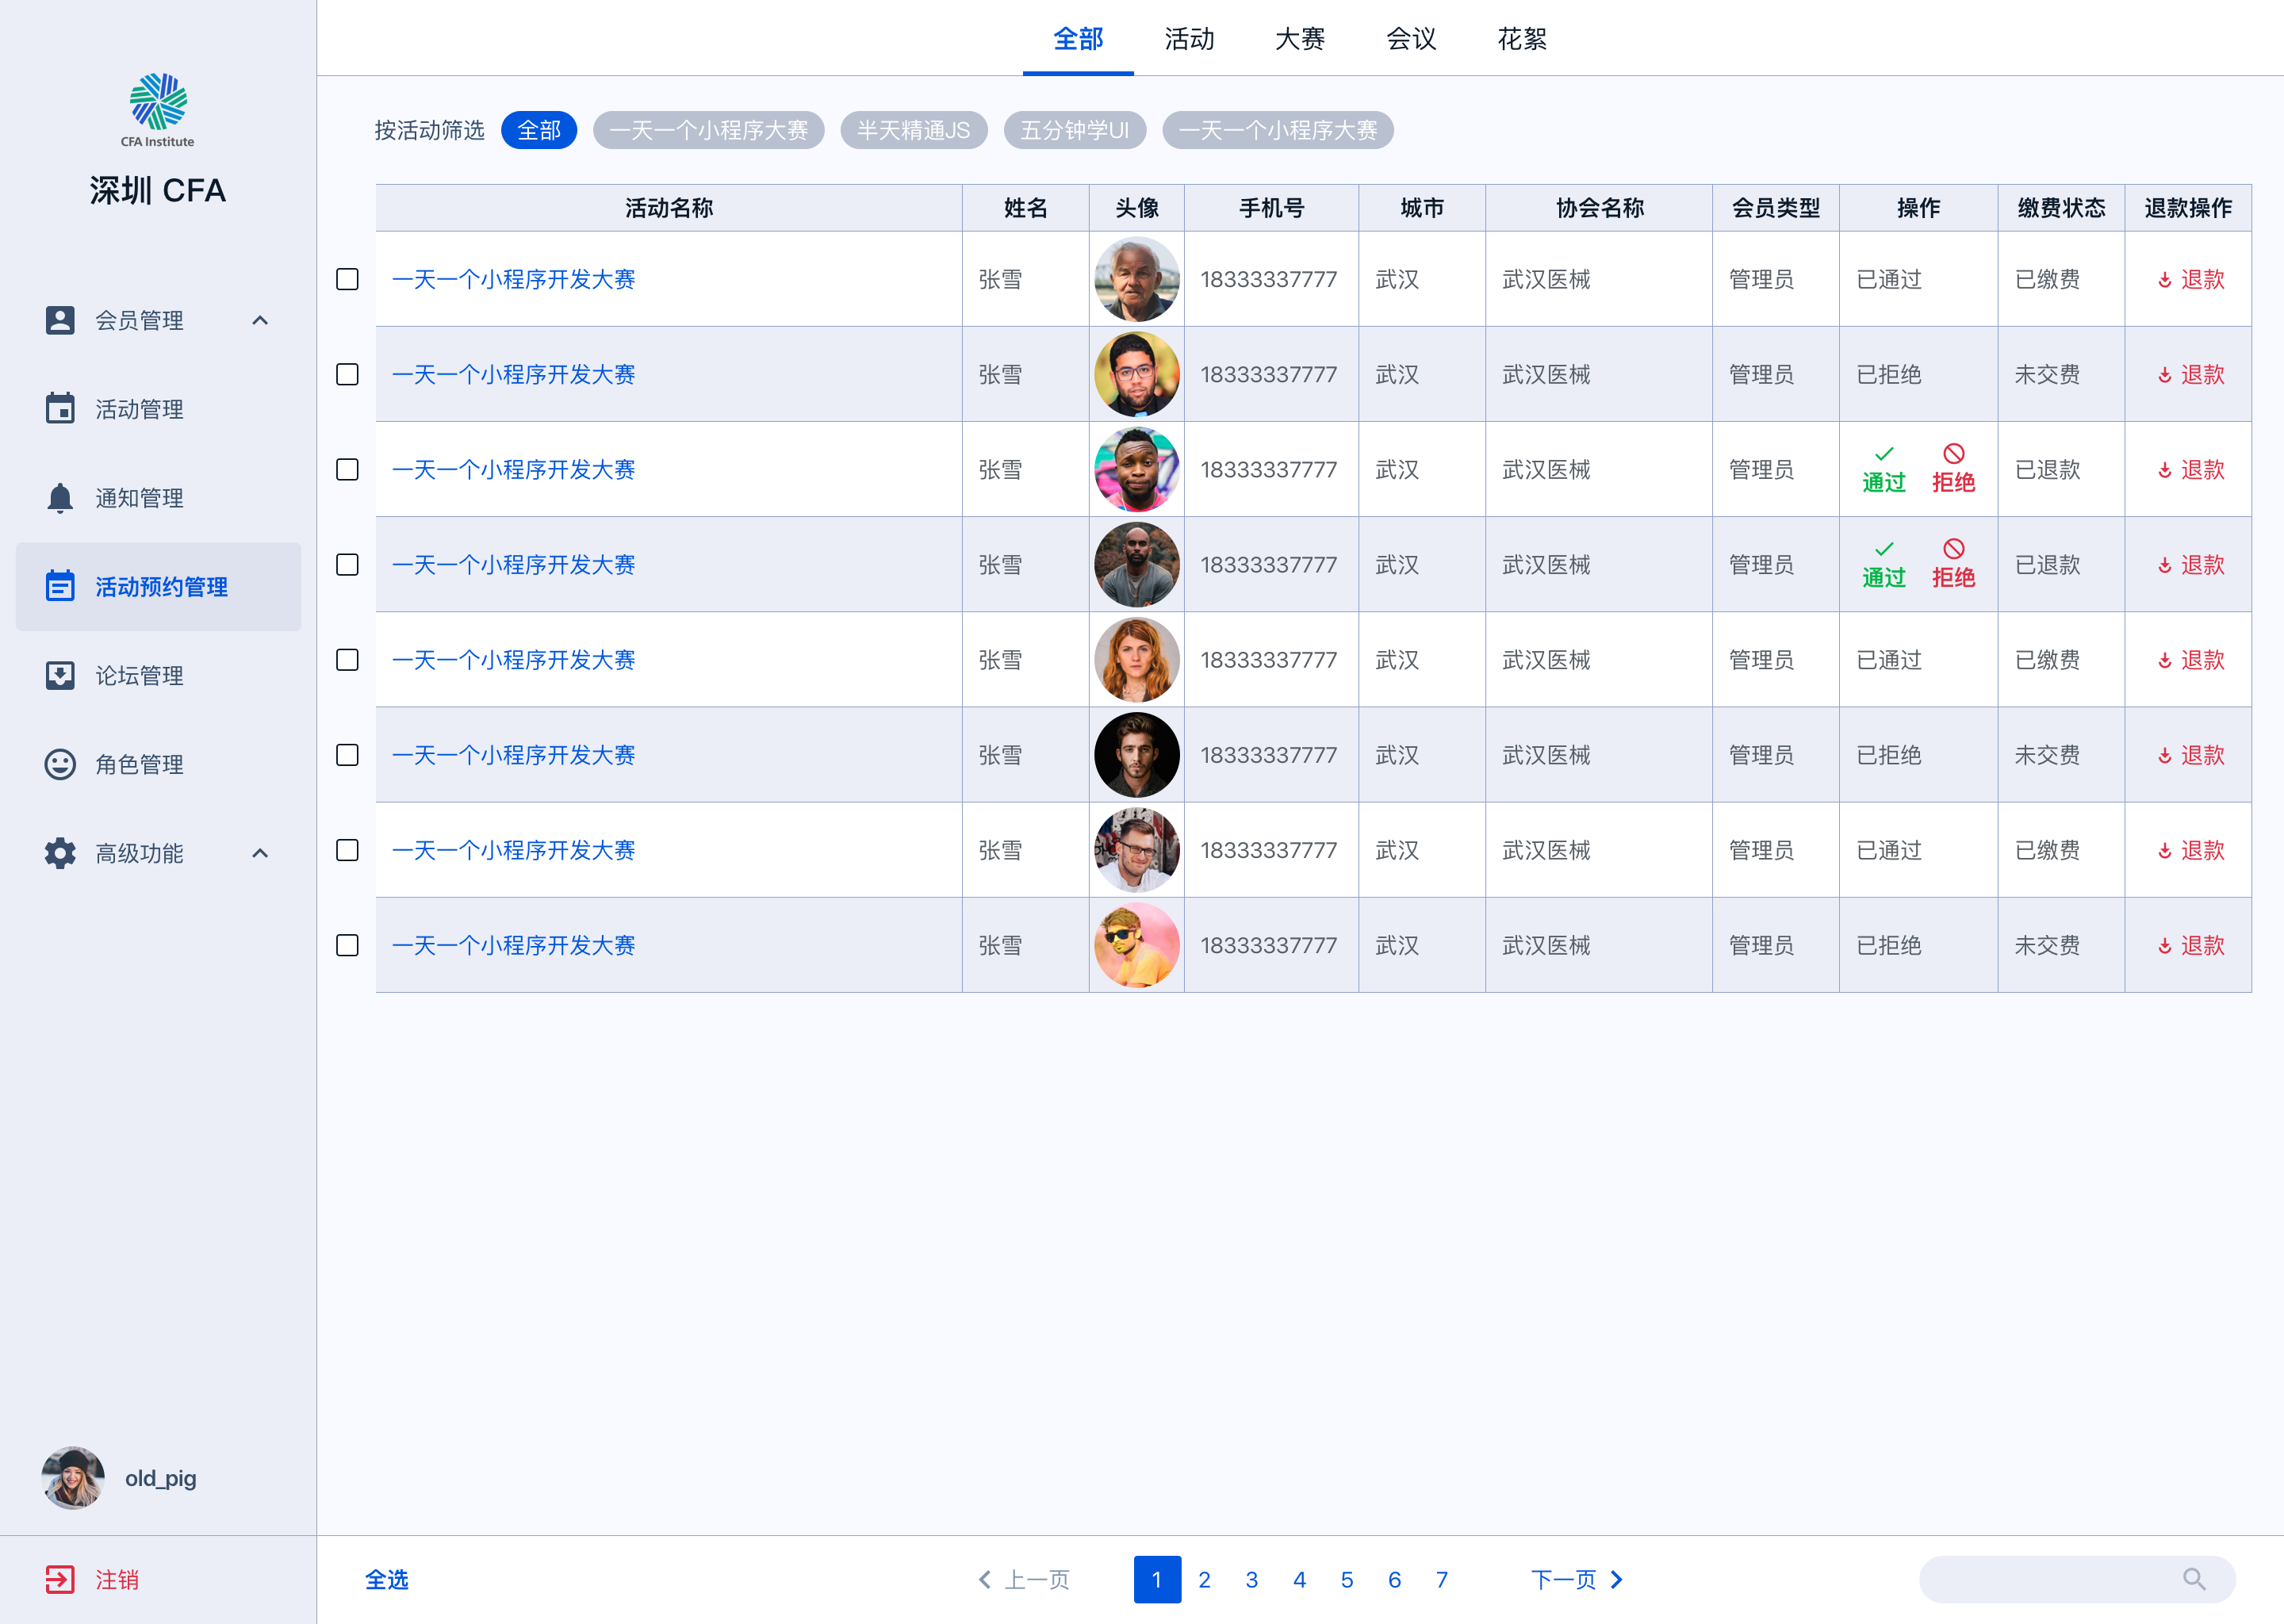 CFA Institute
深圳 CFA
会员管理
活动管理
通知管理
活动预约管理
论坛管理
角色管理
高级功能
old_pig
注销
全部 活动 大赛 会议 花絮
按活动筛选 全部 一天一个小程序大赛 半天精通JS 五分钟学UI 一天一个小程序大赛
活动名称 姓名 头像 手机号 城市 协会名称 会员类型 操作 缴费状态 退款操作
一天一个小程序开发大赛 张雪 18333337777 武汉 武汉医械 管理员 已通过 已缴费 退款
一天一个小程序开发大赛 张雪 18333337777 武汉 武汉医械 管理员 已拒绝 未交费 退款
一天一个小程序开发大赛 张雪 18333337777 武汉 武汉医械 管理员 通过 拒绝 已退款 退款
一天一个小程序开发大赛 张雪 18333337777 武汉 武汉医械 管理员 通过 拒绝 已退款 退款
一天一个小程序开发大赛 张雪 18333337777 武汉 武汉医械 管理员 已通过 已缴费 退款
一天一个小程序开发大赛 张雪 18333337777 武汉 武汉医械 管理员 已拒绝 未交费 退款
一天一个小程序开发大赛 张雪 18333337777 武汉 武汉医械 管理员 已通过 已缴费 退款
一天一个小程序开发大赛 张雪 18333337777 武汉 武汉医械 管理员 已拒绝 未交费 退款
全选 上一页 1 2 3 4 5 6 7 下一页